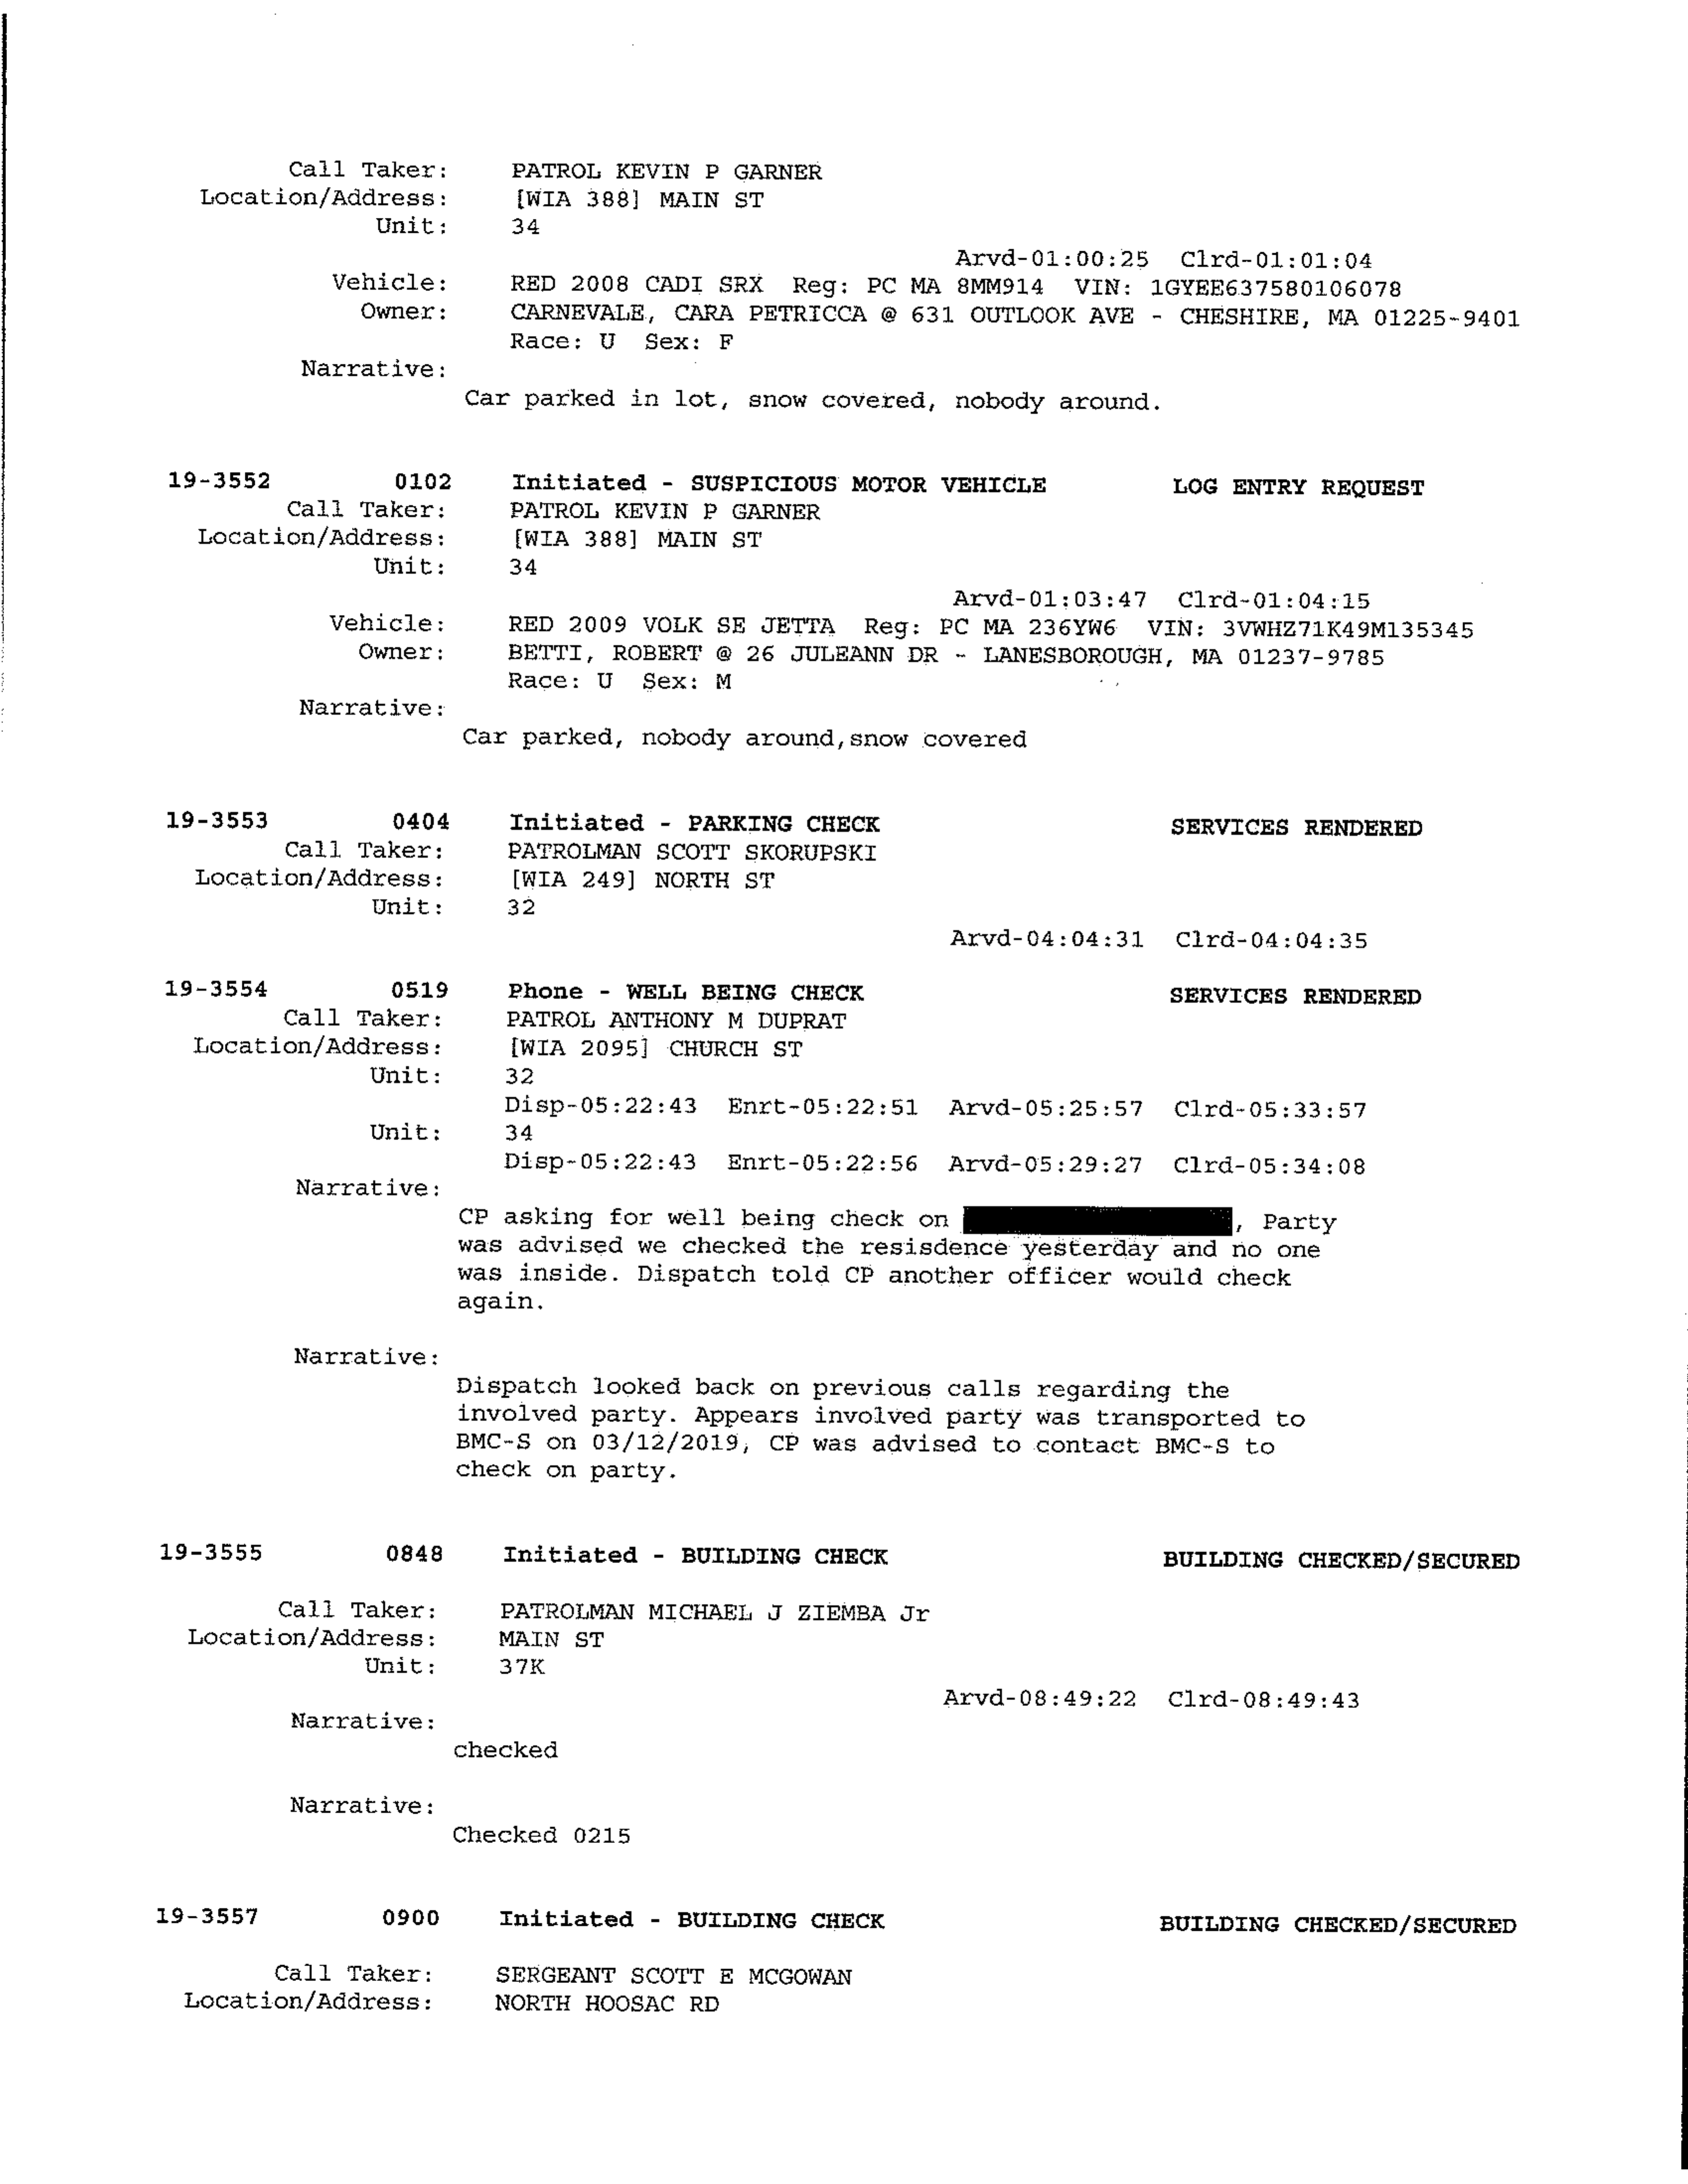 Call Taker: PATROL KEVIN P GARNER
Location/Address: [WIA 388] MAIN ST
Unit: 34
Arvd-01:00:25 Clrd-01:01:04
Vehicle: RED 2008 CADI SRX Reg: PC MA 8MM914 VIN: 1GYEE637580106078
Owner: CARNEVALE, CARA PETRICCA @ 631 OUTLOOK AVE - CHESHIRE, MA 01225-9401
Race: U Sex: F
Narrative:
Car parked in lot, snow covered, nobody around.
19-3552 0102 Initiated - SUSPICIOUS MOTOR VEHICLE LOG ENTRY REQUEST
Call Taker: PATROL KEVIN P GARNER
Location/Address: [WIA 388] MAIN ST
Unit: 34
Arvd-01:03:47 Clrd-01:04:15
Vehicle: RED 2009 VOLK SE JETTA Reg: PC MA 236YW6 VIN: 3VWHZ71K49M135345
Owner: BETTI, ROBERT @ 26 JULEANN DR - LANESBOROUGH, MA 01237-9785
Race: U Sex: M
Narrative:
Car parked, nobody around,snow covered
19-3553 0404 Initiated - PARKING CHECK SERVICES RENDERED
Call Taker: PATROLMAN SCOTT SKORUPSKI
Location/Address: [WIA 249] NORTH ST
Unit: 32
Arvd-04:04:31 Clrd-04:04:35
19-3554 0519 Phone - WELL BEING CHECK SERVICES RENDERED
Call Taker: PATROL ANTHONY M DUPRAT
Location/Address: [WIA 2095] CHURCH ST
Unit: 32
Disp-05:22:43 Enrt-05:22:51 Arvd-05:25:57 Clrd-05:33:57
Unit: 34
Disp-05:22:43 Enrt-05:22:56 Arvd-05:29:27 Clrd-05:34:08
Narrative:
CP asking for well being check on , Party
was advised we checked the resisdence yesterday and no one
was inside. Dispatch told CP another officer would check
again.
Narrative:
Dispatch looked back on previous calls regarding the
involved party. Appears involved party was transported to
BMC-S on 03/12/2019, CP was advised to contact BMC-S to
check on party.
19-3555 0848 Initiated - BUILDING CHECK BUILDING CHECKED/SECURED
Call Taker: PATROLMAN MICHAEL J ZIEMBA Jr
Location/Address: MAIN ST
Unit: 37K
Arvd-08:49:22 Clrd-08:49:43
Narrative:
checked
Narrative:
Checked 0215
19-3557 0900 Initiated - BUILDING CHECK BUILDING CHECKED/SECURED
Call Taker: SERGEANT SCOTT E MCGOWAN
Location/Address: NORTH HOOSAC RD